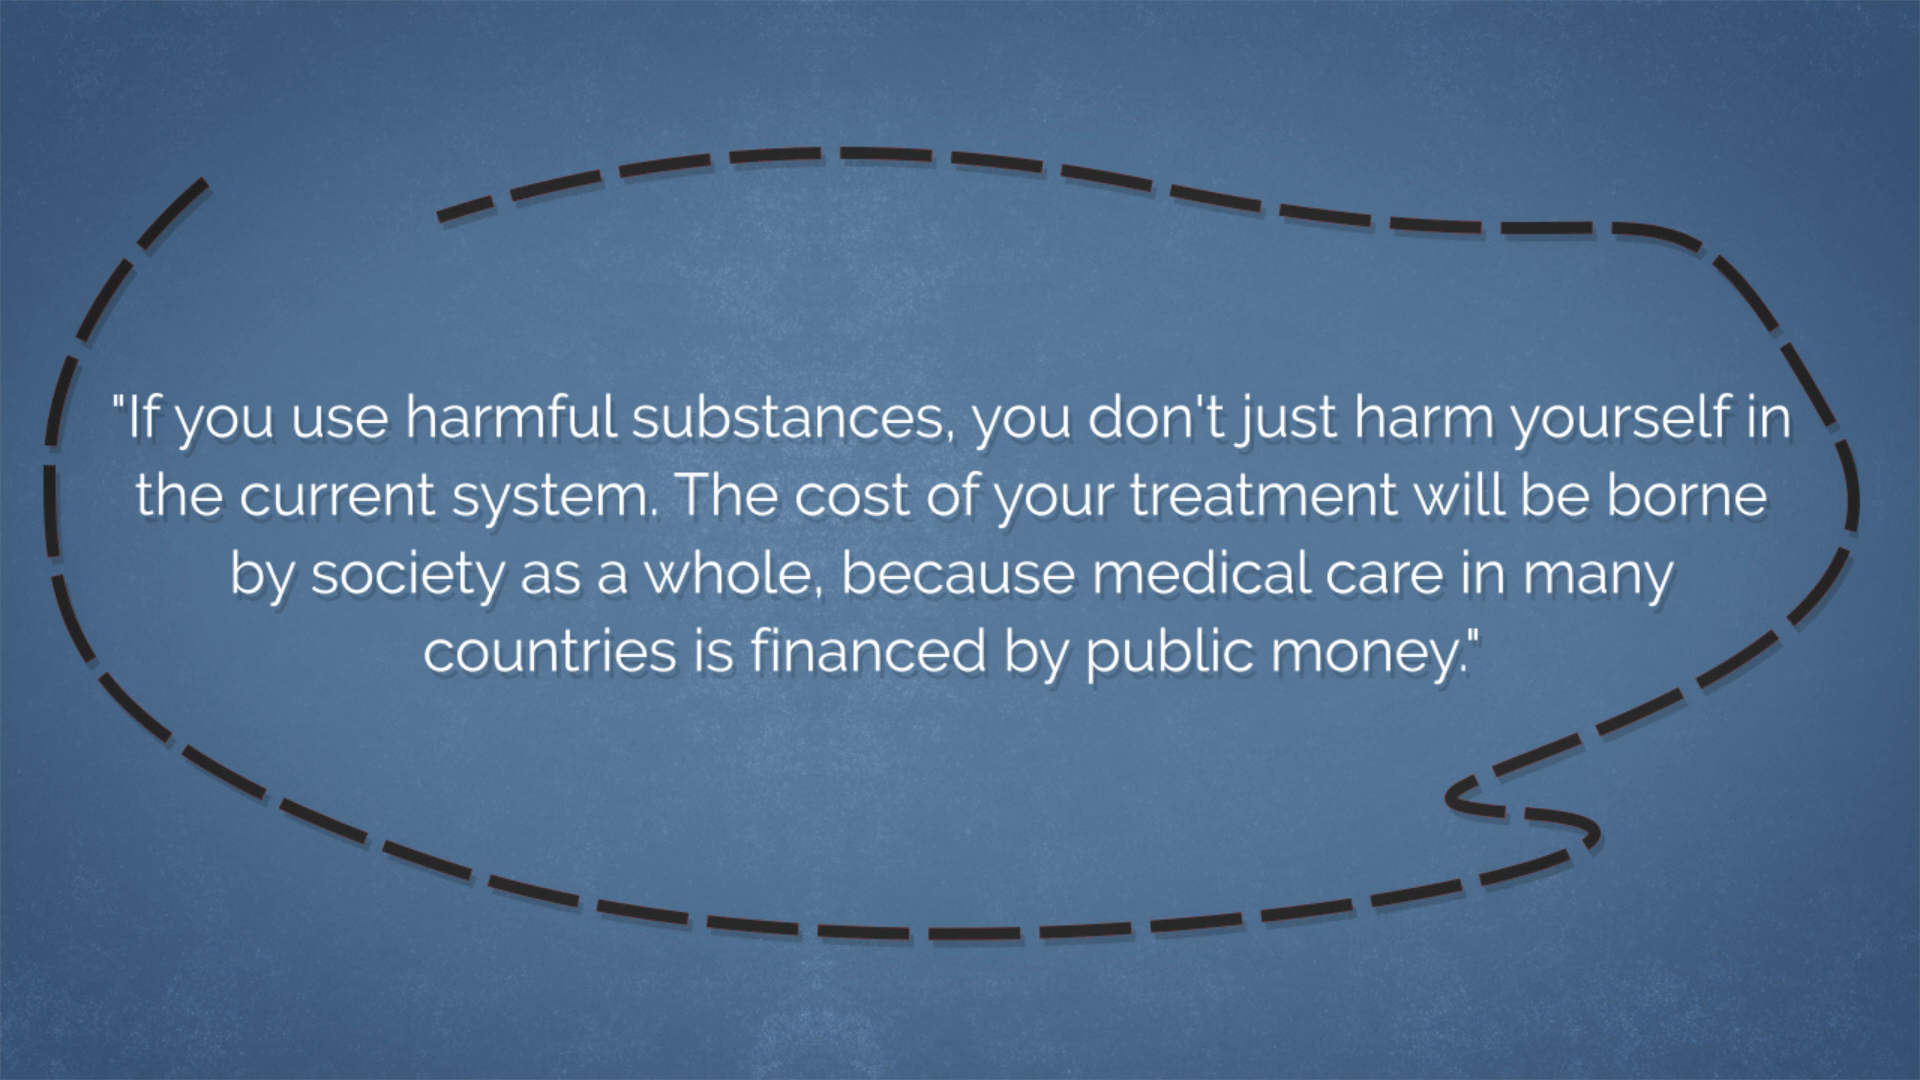 "If you use harmful substances, you don't just harm yourself in
the current system. The cost of your treatment will be borne
by society as a whole, because medical care in many
countries is financed by public money."